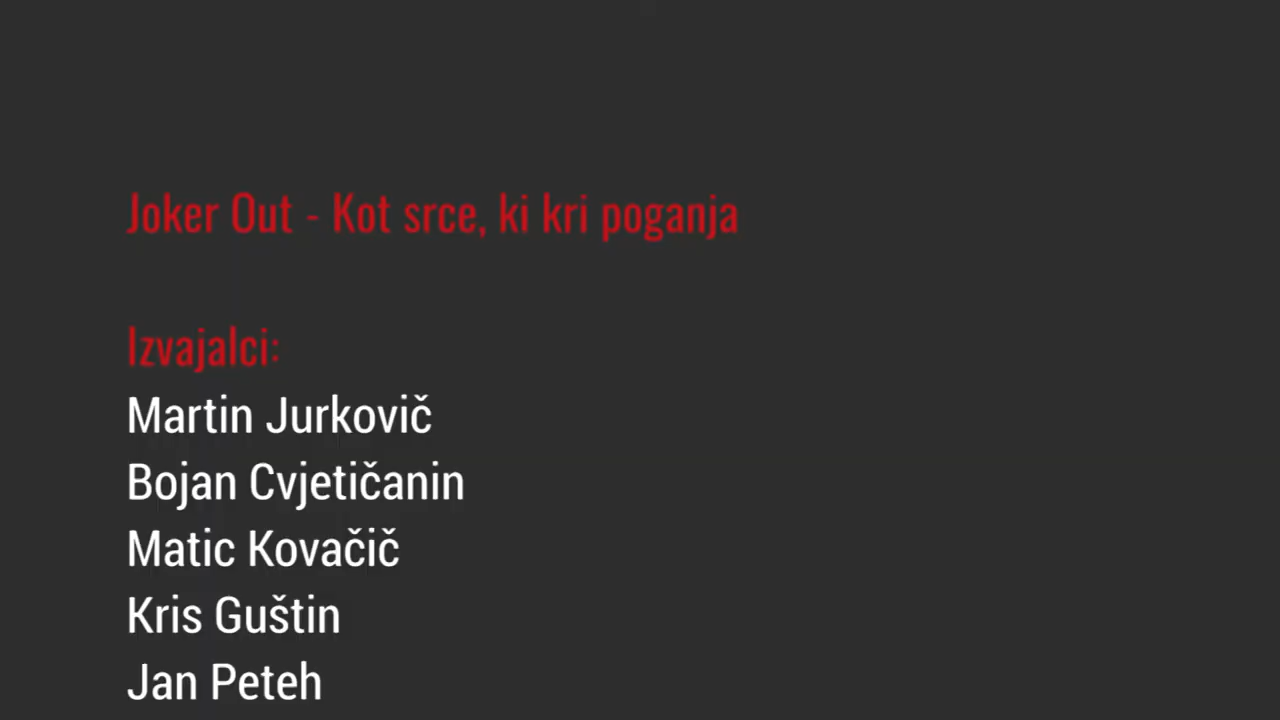 Joker Out - Kot srce, ki kri poganja
Izvajalci:
Martin Jurkovič
Bojan Cvjetičanin
Matic Kovačič
Kris Guštin
Jan Peteh